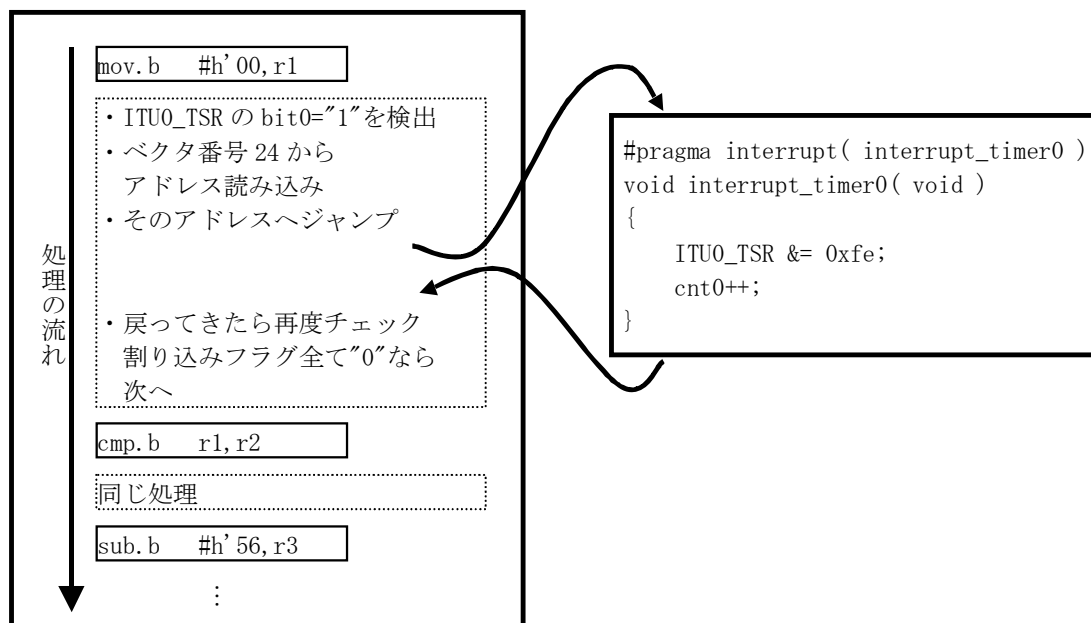 mov.b #h'00,r1
・ITU0_TSR の bit0="1"を検出
・ベクタ番号 24 から
アドレス読み込み
・そのアドレスへジャンプ
・戻ってきたら再度チェック
割り込みフラグ全て"0"なら
次へ
cmp.b r1,r2
同じ処理
sub.b #h'56,r3
⋮
処理の流れ
#pragma interrupt( interrupt_timer0 )
void interrupt_timer0( void )
{
ITU0_TSR &= 0xfe;
cnt0++;
}